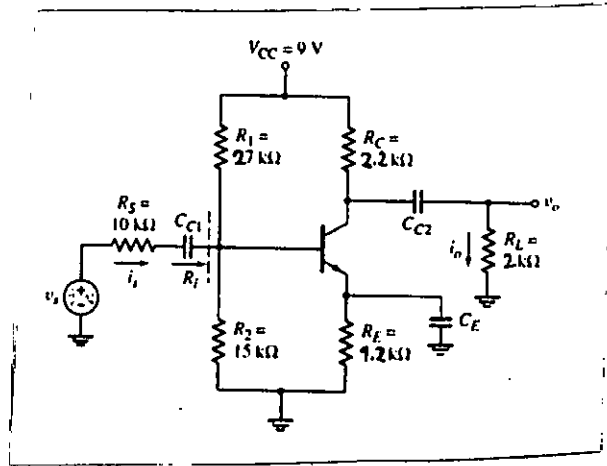 V_CC = 9 V
R_1 =
27 kΩ
R_C =
2.2 kΩ
R_S =
10 kΩ
C_C1
C_C2
v_o
i_s
R_i
i_o
R_L =
2 kΩ
v_s
R_2 =
15 kΩ
R_E =
1.2 kΩ
C_E